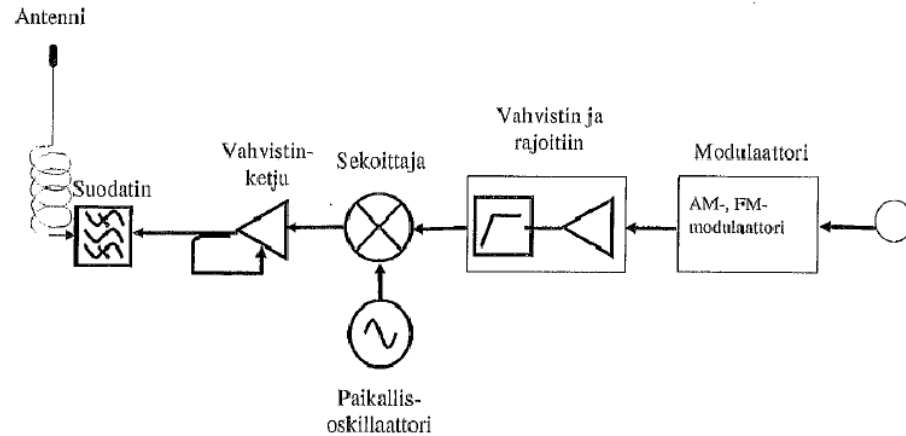 Antenni
Suodatin
Vahvistin-
ketju
Sekoittaja
Vahvistin ja
rajoitiin
Modulaattori
AM-, FM-
modulaattori
Paikallis-
oskillaattori